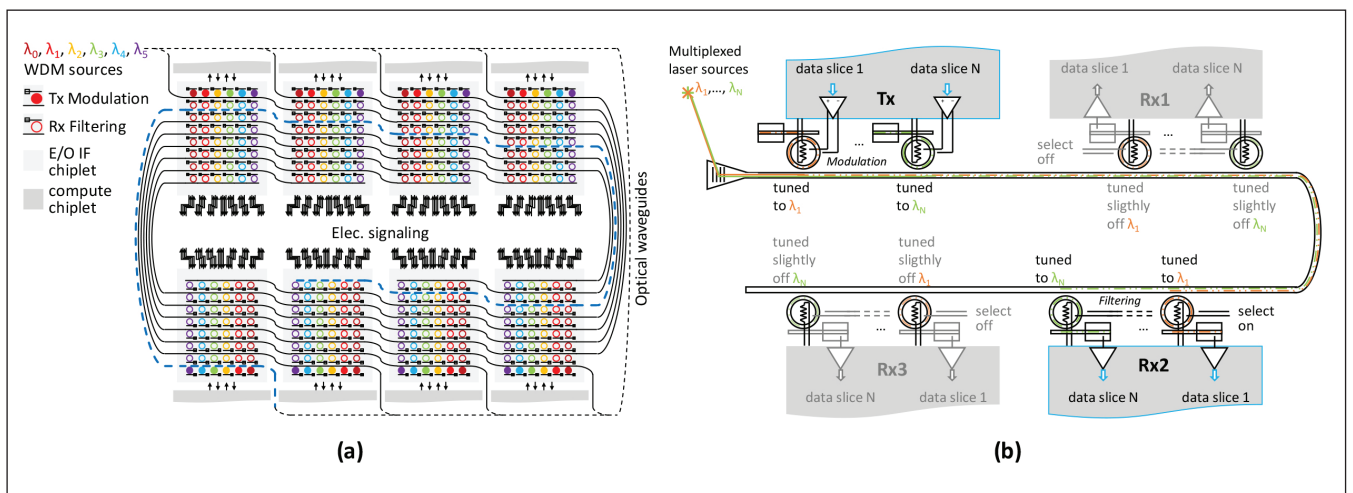 λ0, λ1, λ2, λ3, λ4, λ5
WDM sources
Tx Modulation
Rx Filtering
E/O IF
chiplet
compute
chiplet
Elec. signaling
Optical waveguides
(a)
Multiplexed
laser sources
λ1,..., λN
data slice 1
data slice N
Tx
Modulation
...
data slice 1
data slice N
Rx1
select
off
...
tuned
to λ1
tuned
to λN
tuned
sligthly
off λ1
tuned
slightly
off λN
tuned
slightly
off λN
tuned
sligthly
off λ1
tuned
to λN
tuned
to λ1
select
off
...
Rx3
data slice N
data slice 1
Filtering
select
on
...
Rx2
data slice N
data slice 1
(b)